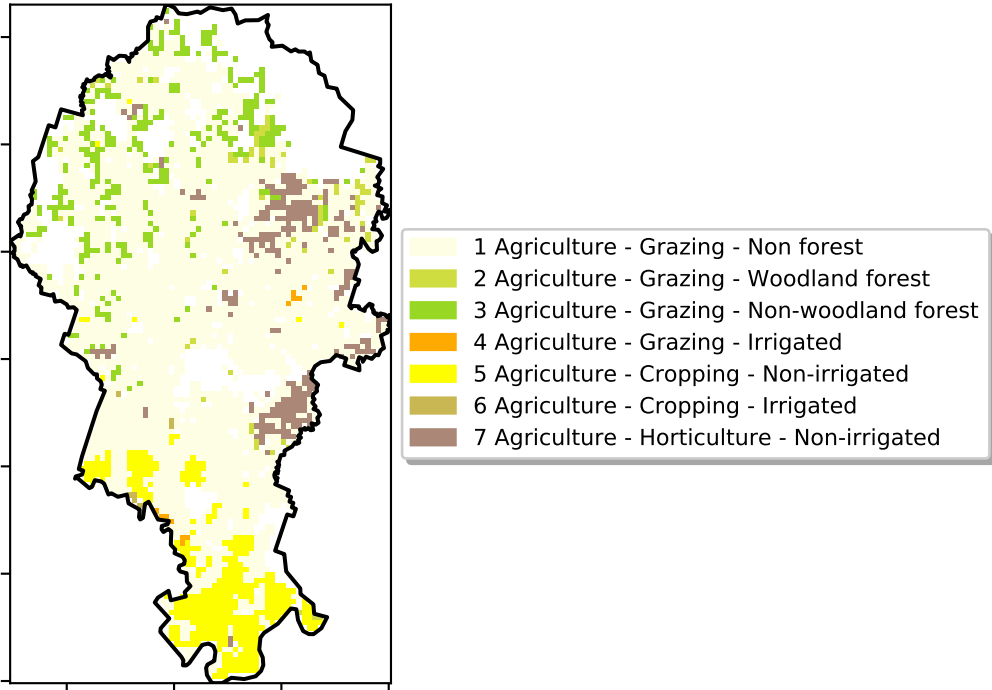 1 Agriculture - Grazing - Non forest
2 Agriculture - Grazing - Woodland forest
3 Agriculture - Grazing - Non-woodland forest
4 Agriculture - Grazing - Irrigated
5 Agriculture - Cropping - Non-irrigated
6 Agriculture - Cropping - Irrigated
7 Agriculture - Horticulture - Non-irrigated